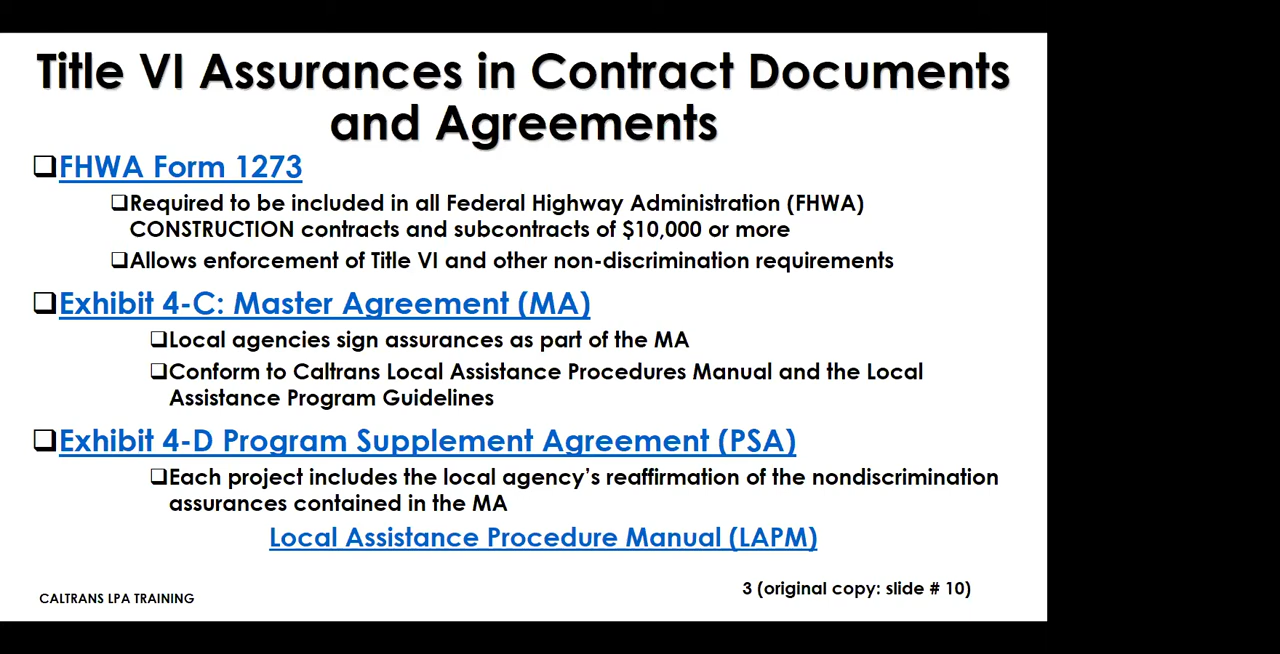 Title VI Assurances in Contract Documents
and Agreements
❑FHWA Form 1273
❑Required to be included in all Federal Highway Administration (FHWA)
CONSTRUCTION contracts and subcontracts of $10,000 or more
❑Allows enforcement of Title VI and other non-discrimination requirements
❑Exhibit 4-C: Master Agreement (MA)
❑Local agencies sign assurances as part of the MA
❑Conform to Caltrans Local Assistance Procedures Manual and the Local
Assistance Program Guidelines
❑Exhibit 4-D Program Supplement Agreement (PSA)
❑Each project includes the local agency’s reaffirmation of the nondiscrimination
assurances contained in the MA
Local Assistance Procedure Manual (LAPM)
3 (original copy: slide # 10)
CALTRANS LPA TRAINING